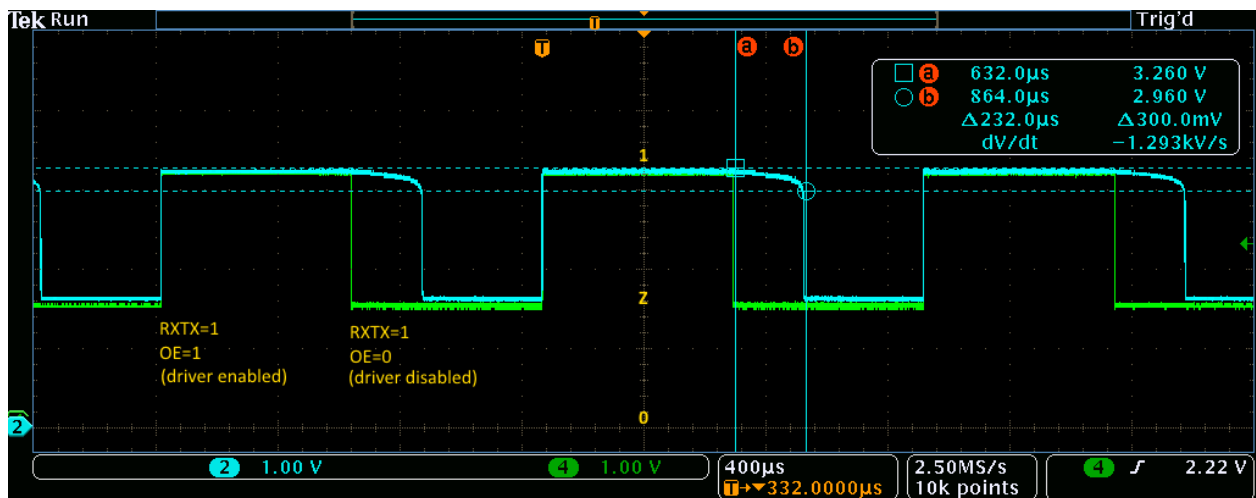 Tek Run Trig'd
T
T a b
a 632.0µs 3.260 V
b 864.0µs 2.960 V
Δ232.0µs Δ300.0mV
dV/dt −1.293kV/s
1
Z
RXTX=1 RXTX=1
OE=1 OE=0
(driver enabled) (driver disabled)
0
2
2 1.00 V 4 1.00 V 400µs 2.50MS/s 4 2.22 V
T→▼332.0000µs 10k points